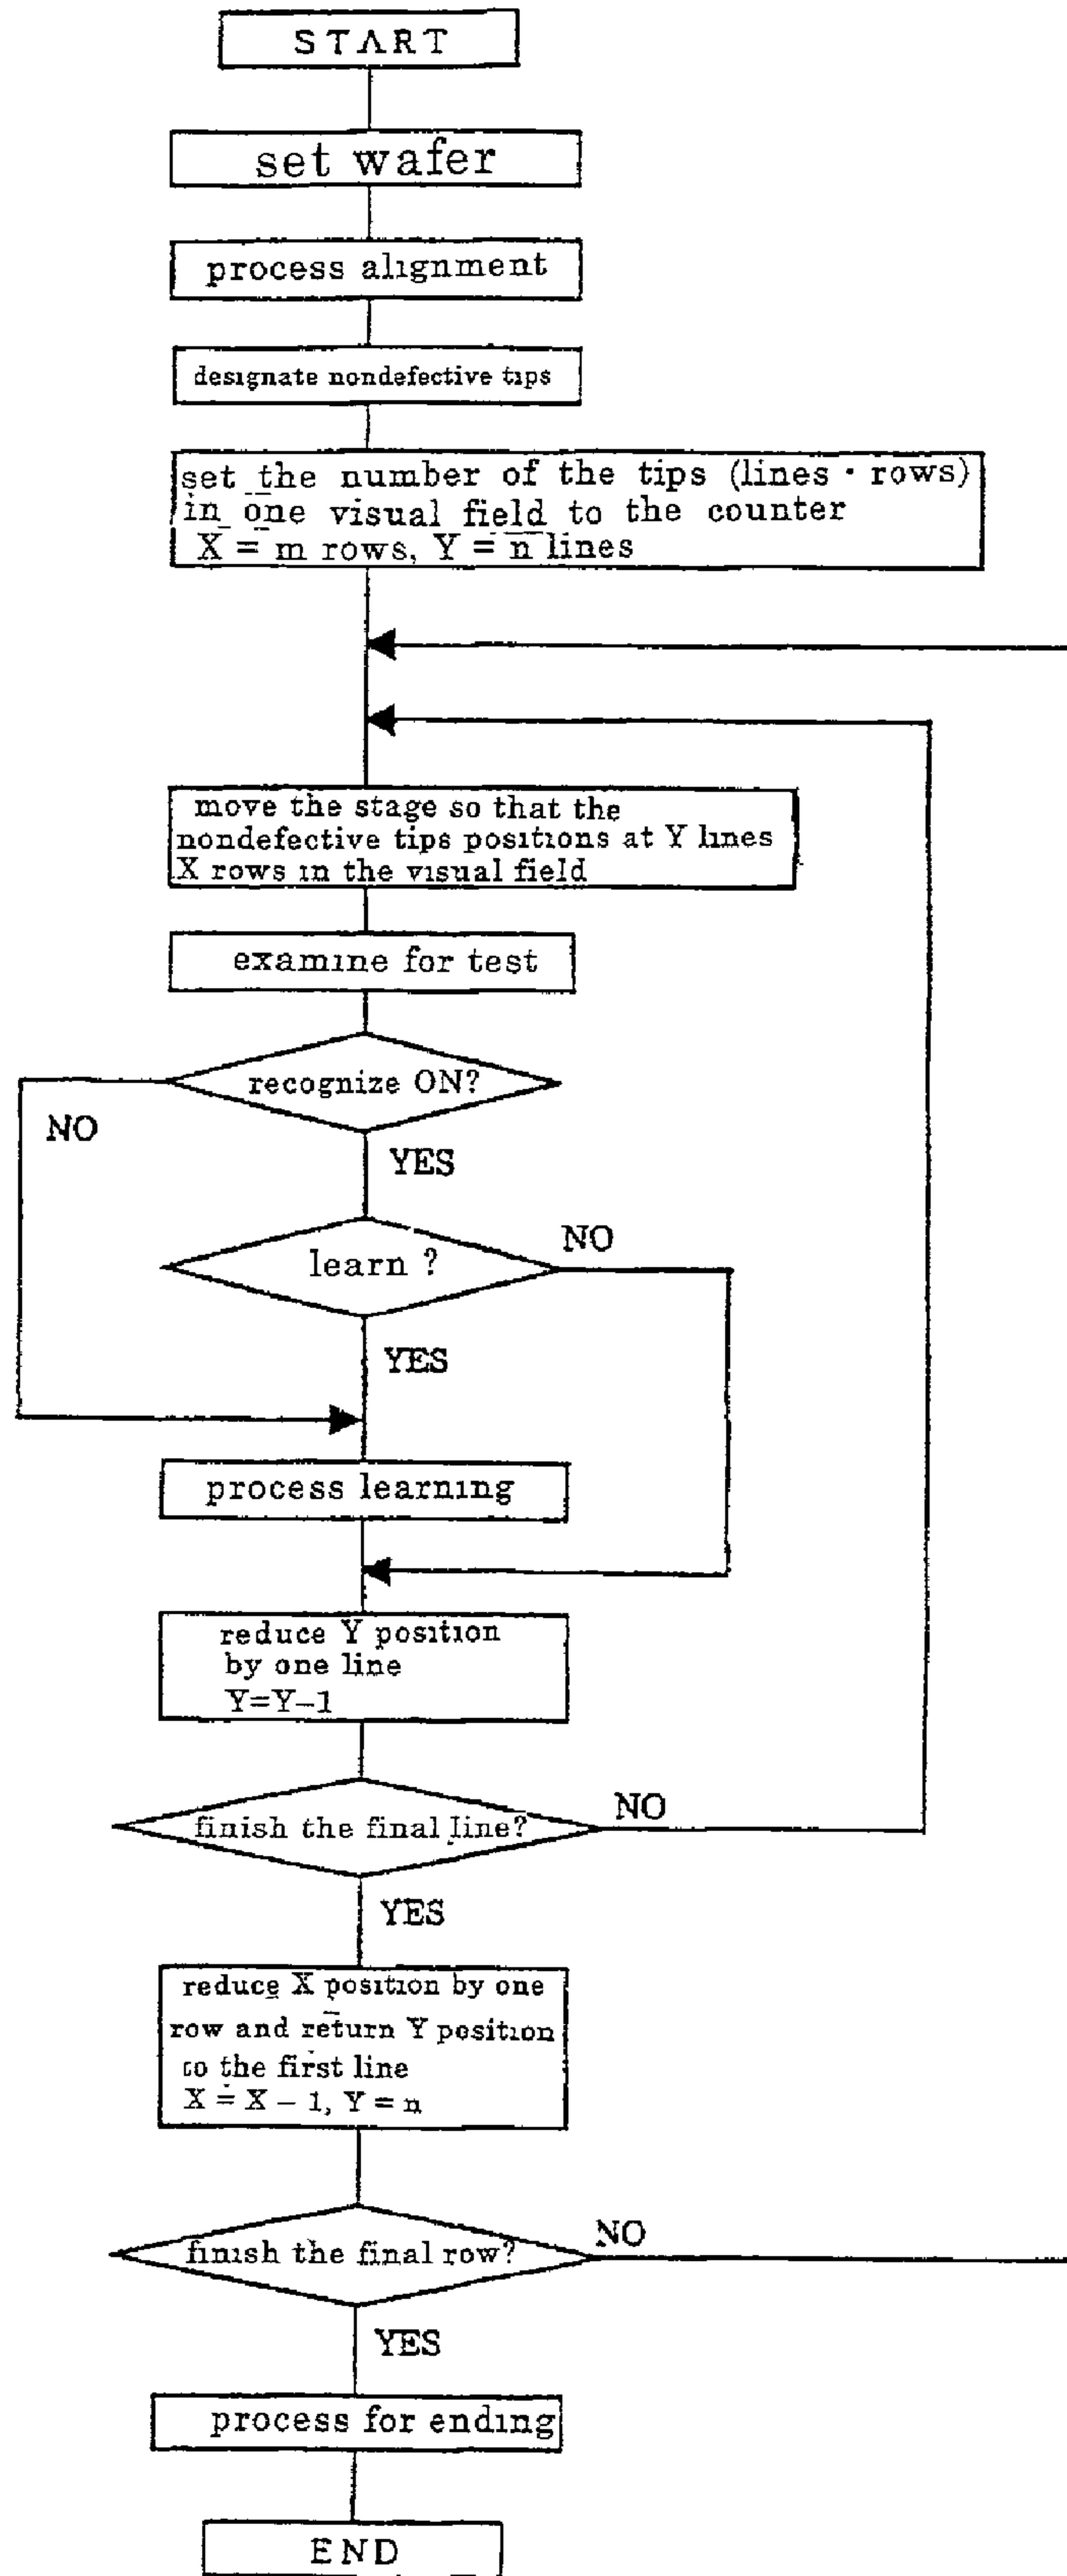 START
set wafer
process alignment
designate nondefective tips
set the number of the tips (lines · rows)
in one visual field to the counter
X = m rows, Y = n lines
move the stage so that the
nondefective tips positions at Y lines
X rows in the visual field
examine for test
recognize ON?
NO
YES
learn ?
NO
YES
process learning
reduce Y position
by one line
Y=Y-1
finish the final line?
NO
YES
reduce X position by one
row and return Y position
to the first line
X = X - 1, Y = n
finish the final row?
NO
YES
process for ending
END